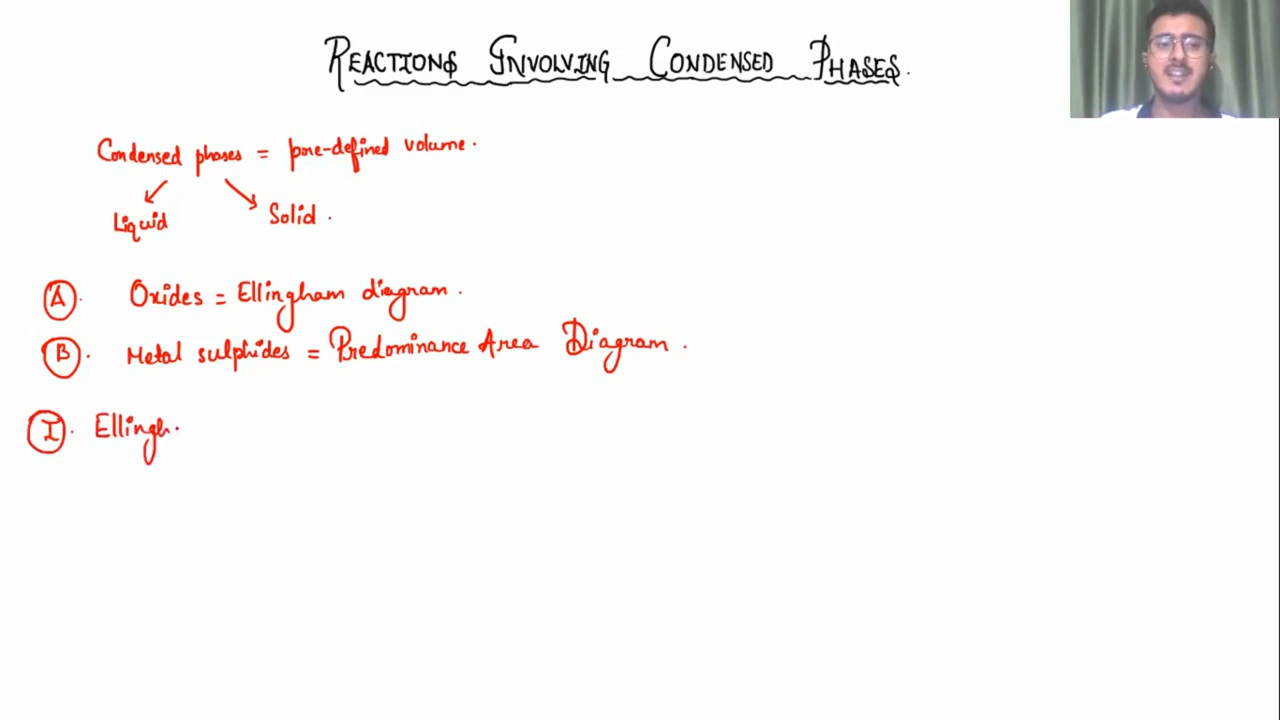 REACTIONS INVOLVING CONDENSED PHASES.
Condensed phases = pre-defined volume.
Liquid Solid.
A. Oxides = Ellingham diagram.
B. Metal sulphides = Predominance Area Diagram.
I. Ellingh.